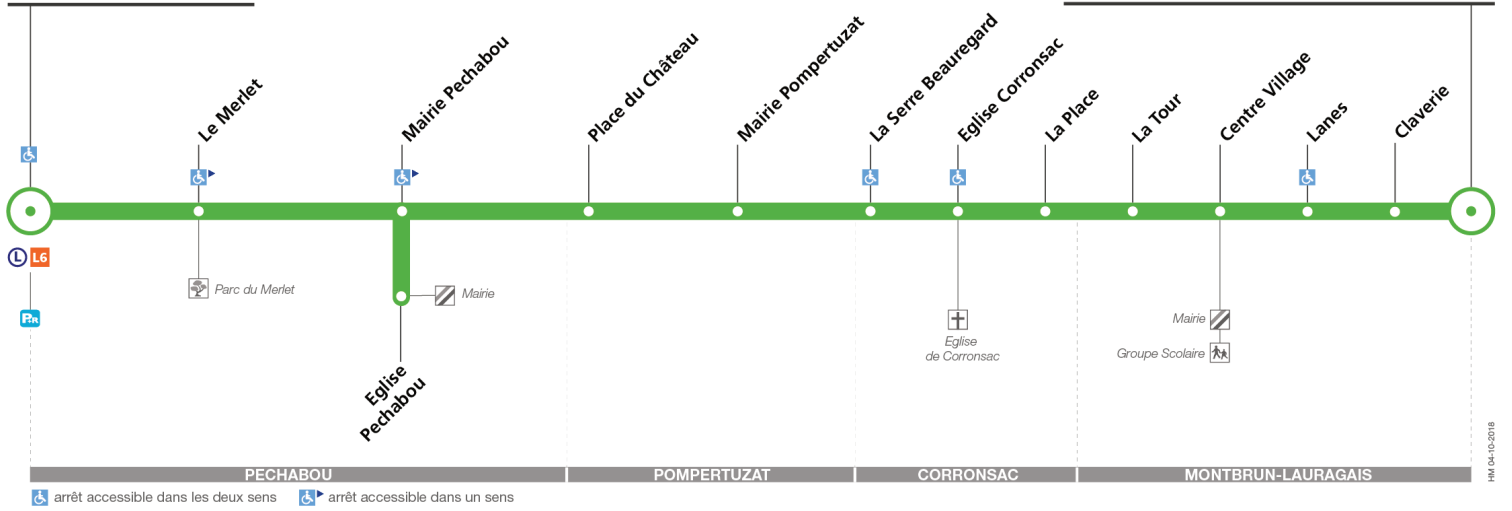 Le Merlet
Mairie Pechabou
Place du Château
Mairie Pompertuzat
La Serre Beauregard
Eglise Corronsac
La Place
La Tour
Centre Village
Lanes
Claverie
L L6
P+R
Parc du Merlet
Mairie
Eglise
Pechabou
Eglise
de Corronsac
Mairie
Groupe Scolaire
HM 04-10-2018
PECHABOU
POMPERTUZAT
CORRONSAC
MONTBRUN-LAURAGAIS
arrêt accessible dans les deux sens
arrêt accessible dans un sens